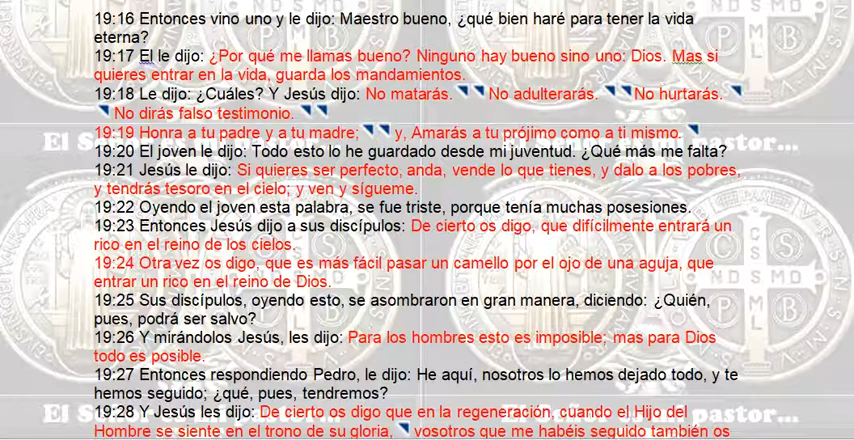 19:16 Entonces vino uno y le dijo: Maestro bueno, ¿qué bien haré para tener la vida
eterna?
19:17 El le dijo: ¿Por qué me llamas bueno? Ninguno hay bueno sino uno: Dios. Mas si
quieres entrar en la vida, guarda los mandamientos.
19:18 Le dijo: ¿Cuáles? Y Jesús dijo: No matarás. No adulterarás. No hurtarás.
No dirás falso testimonio.
19:19 Honra a tu padre y a tu madre; y, Amarás a tu prójimo como a ti mismo.
19:20 El joven le dijo: Todo esto lo he guardado desde mi juventud. ¿Qué más me falta?
19:21 Jesús le dijo: Si quieres ser perfecto, anda, vende lo que tienes, y dalo a los pobres,
y tendrás tesoro en el cielo; y ven y sígueme.
19:22 Oyendo el joven esta palabra, se fue triste, porque tenía muchas posesiones.
19:23 Entonces Jesús dijo a sus discípulos: De cierto os digo, que difícilmente entrará un
rico en el reino de los cielos.
19:24 Otra vez os digo, que es más fácil pasar un camello por el ojo de una aguja, que
entrar un rico en el reino de Dios.
19:25 Sus discípulos, oyendo esto, se asombraron en gran manera, diciendo: ¿Quién,
pues, podrá ser salvo?
19:26 Y mirándolos Jesús, les dijo: Para los hombres esto es imposible; mas para Dios
todo es posible.
19:27 Entonces respondiendo Pedro, le dijo: He aquí, nosotros lo hemos dejado todo, y te
hemos seguido; ¿qué, pues, tendremos?
19:28 Y Jesús les dijo: De cierto os digo que en la regeneración, cuando el Hijo del
Hombre se siente en el trono de su gloria, vosotros que me habéis seguido también os